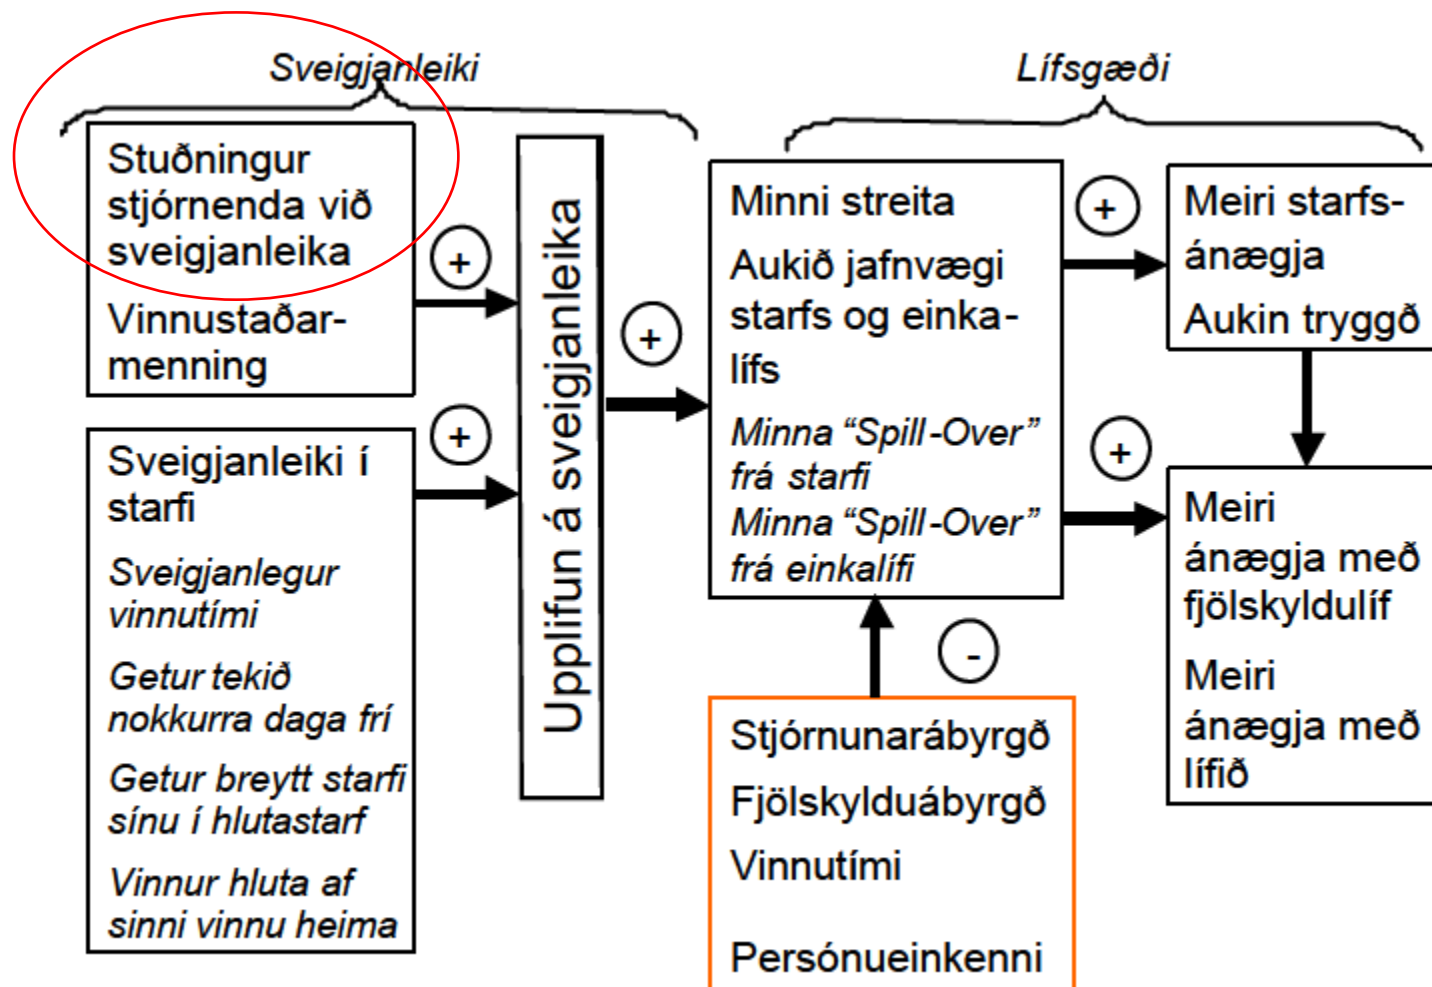 Sveigjanleiki
Lífsgæði
Stuðningur
stjórnenda við
sveigjanleika
Vinnustaðar-
menning
+
Sveigjanleiki í
starfi
Sveigjanlegur
vinnutími
Getur tekið
nokkurra daga frí
Getur breytt starfi
sínu í hlutastarf
Vinnur hluta af
sinni vinnu heima
+
Upplifun á sveigjanleika
+
Minni streita
Aukið jafnvægi
starfs og einka-
lífs
Minna “Spill-Over”
frá starfi
Minna “Spill-Over”
frá einkalífi
-
Stjórnunarábyrgð
Fjölskylduábyrgð
Vinnutími
Persónueinkenni
+
Meiri starfs-
ánægja
Aukin tryggð
+
Meiri
ánægja með
fjölskyldulíf
Meiri
ánægja með
lífið